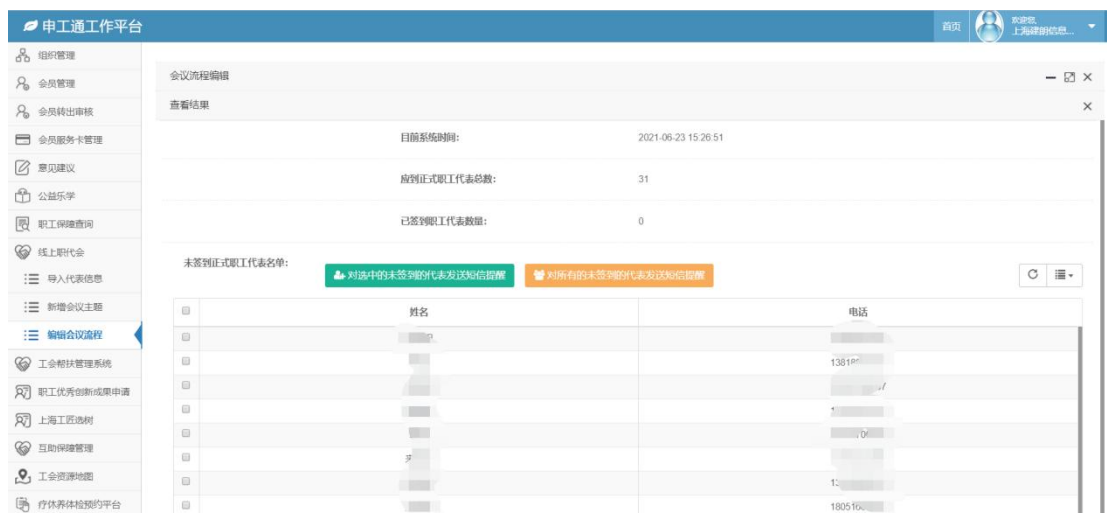 申工通工作平台
首页
欢迎您,
上海建朗信息...
组织管理
会员管理
会员转出审核
会员服务卡管理
意见建议
公益乐学
职工保障查询
线上职代会
导入代表信息
新增会议主题
编辑会议流程
工会帮扶管理系统
职工优秀创新成果申请
上海工匠选树
互助保障管理
工会资源地图
疗休养体检预约平台
会议流程编辑
查看结果
目前系统时间: 2021-06-23 15:26:51
应到正式职工代表总数: 31
已签到职工代表数量: 0
未签到正式职工代表名单:
对选中的未签到的代表发送短信提醒 对所有的未签到的代表发送短信提醒
姓名 电话